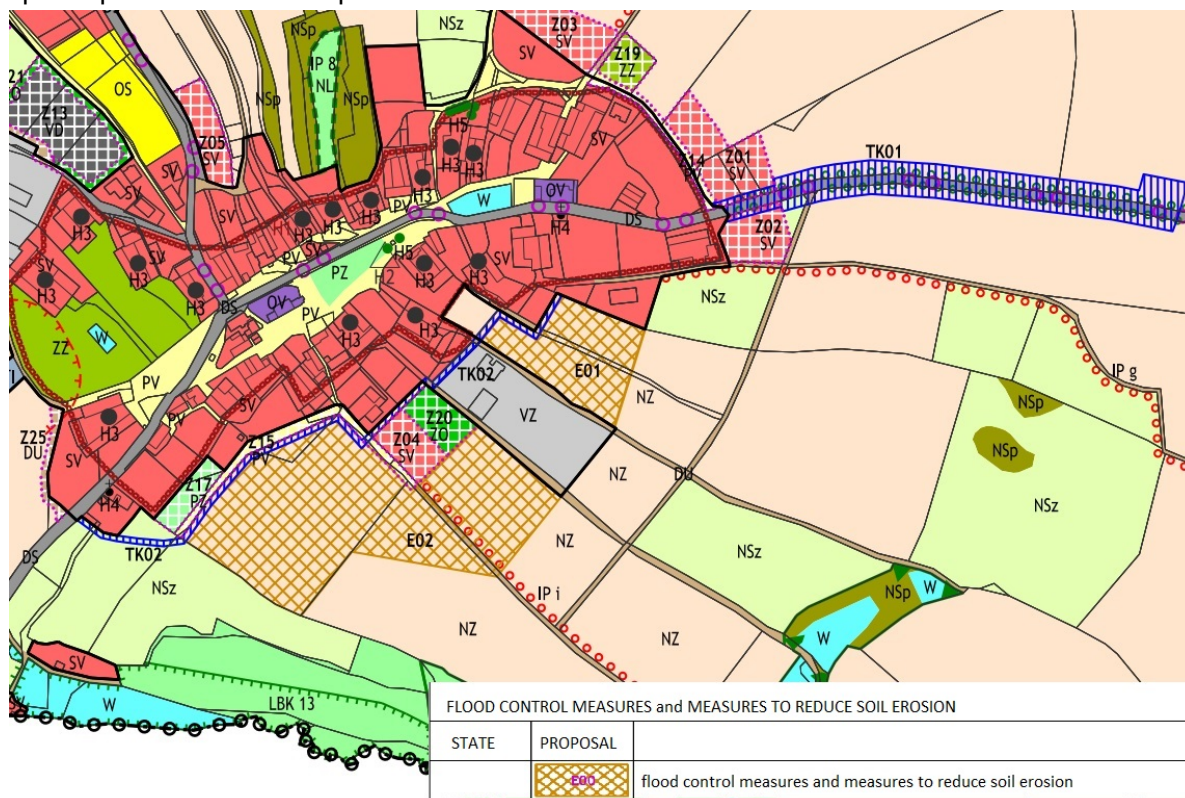 NSp
NSz
Z03
SV
SV
IP 8
NL
NSp
Z19
ZZ
OS
NSp
Z13
VD
Z05
SV
H5
SV
H3
H3
Z14
Z01
SV
TK01
SV
SV
H3
H3
H3
H3
PV
W
OV
H4
DS
Z02
SV
H3
SV
H3
SV
SV
PV
H5
H2
PZ
H3
H3
SV
NSz
H3
H3
DS
OV
PV
ZZ
W
H3
H3
E01
IP g
TK02
NZ
NSp
PV
VZ
Z20
ZO
Z04
SV
SV
PV
H3
Z25
DU
SV
Z15
PV
Z17
PZ
NZ
DU
NSp
NSz
H4
TK02
DS
E02
NSz
NSz
NZ
IP i
NSp
W
NZ
NZ
W
SV
LBK 13
W
FLOOD CONTROL MEASURES and MEASURES TO REDUCE SOIL EROSION
STATE PROPOSAL
E00 flood control measures and measures to reduce soil erosion